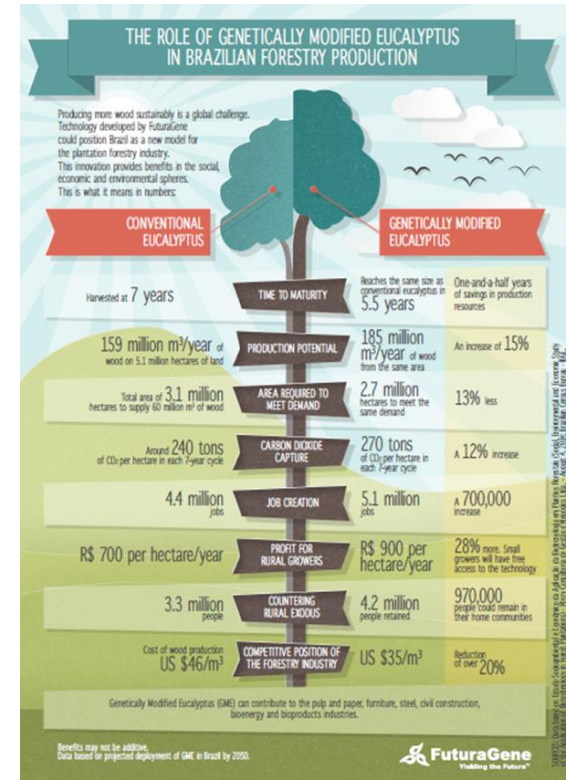 THE ROLE OF GENETICALLY MODIFIED EUCALYPTUS
IN BRAZILIAN FORESTRY PRODUCTION
Producing more wood sustainably is a global challenge.
Technology developed by FuturaGene
could position Brazil as a new model for
the plantation forestry industry.
This innovation provides benefits in the social,
economic and environmental spheres.
This is what it means in numbers:
CONVENTIONAL
EUCALYPTUS
GENETICALLY MODIFIED
EUCALYPTUS
Harvested at 7 years
TIME TO MATURITY
Reaches the same size as
conventional eucalyptus in
5.5 years
One-and-a-half years
of savings in production
resources
159 million m³/year of
wood on 5.1 million hectares of land
PRODUCTION POTENTIAL
185 million
m³/year of wood
from the same area
An increase of 15%
Total area of 3.1 million
hectares to supply 60 million m³ of wood
AREA REQUIRED TO
MEET DEMAND
2.7 million
hectares to meet the
same demand
13% less
Around 240 tons
of CO₂ per hectare in each 7-year cycle
CARBON DIOXIDE
CAPTURE
270 tons
of CO₂ per hectare in
each 7-year cycle
A 12% increase
4.4 million
jobs
JOB CREATION
5.1 million
jobs
A 700,000
increase
R$ 700 per hectare/year
PROFIT FOR
RURAL GROWERS
R$ 900 per
hectare/year
28% more. Small
growers will have free
access to the technology
3.3 million
people
COUNTERING
RURAL EXODUS
4.2 million
people retained
970,000
people could remain in
their home communities
Cost of wood production
US $46/m³
COMPETITIVE POSITION OF
THE FORESTRY INDUSTRY
US $35/m³
Reduction
of over 20%
Genetically Modified Eucalyptus (GME) can contribute to the pulp and paper, furniture, steel, civil construction,
bioenergy and bioproducts industries.
Benefits may not be additive.
Data based on projected deployment of GME in Brazil by 2050.
FuturaGene
Yielding the Future™